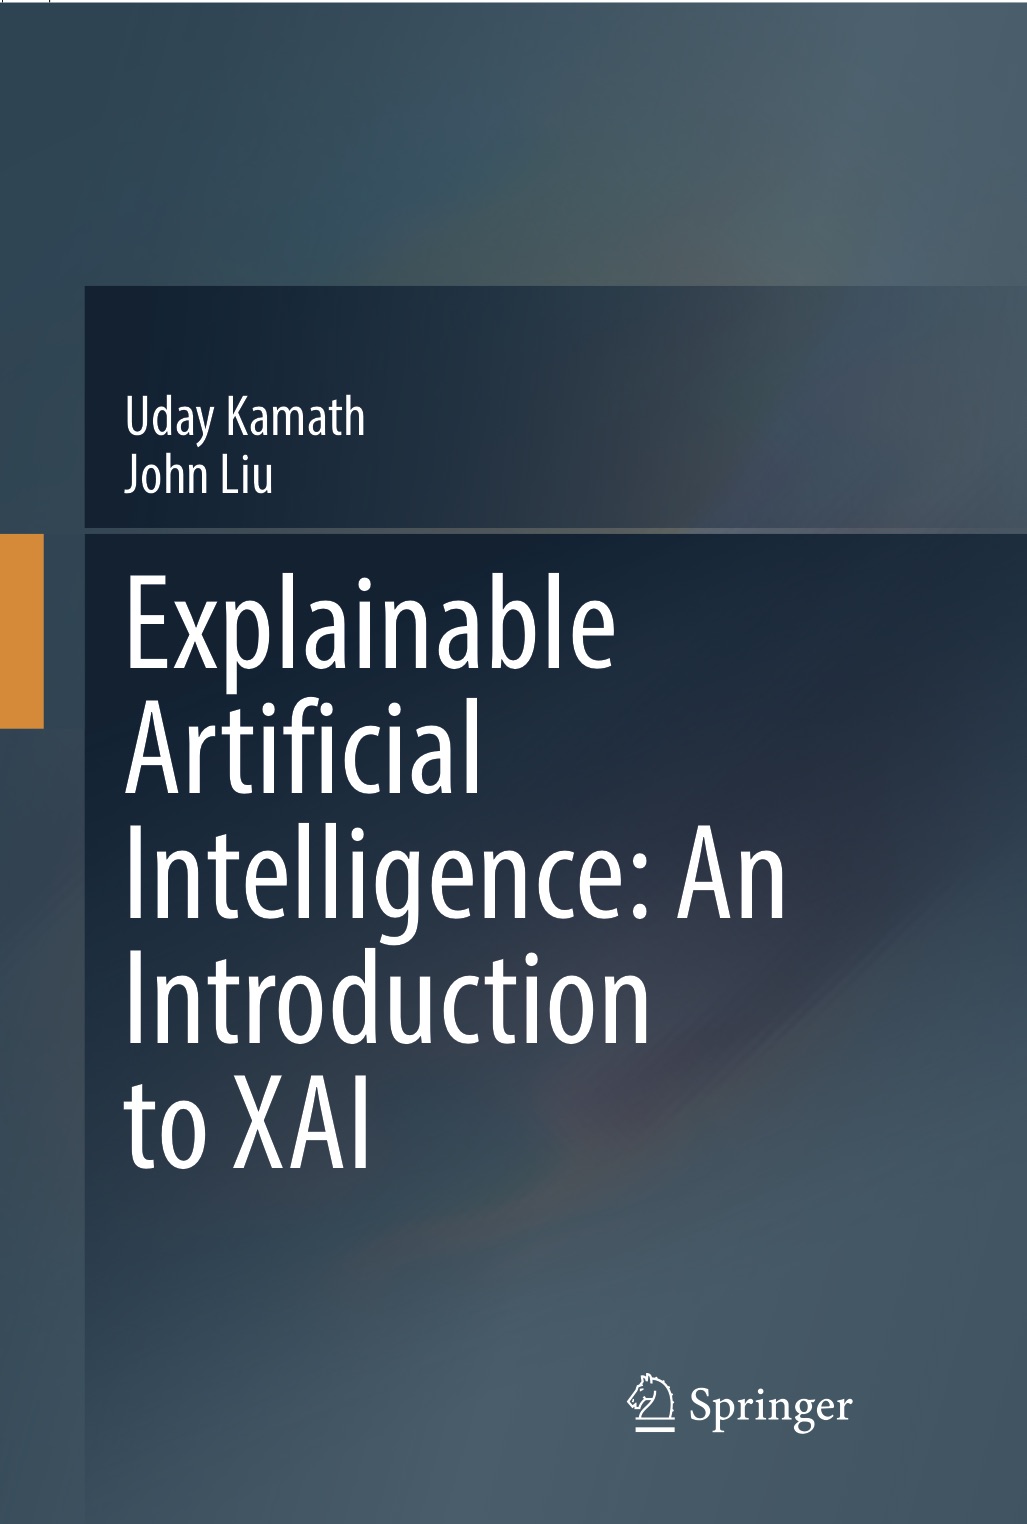 Uday Kamath
John Liu
Explainable
Artificial
Intelligence: An
Introduction
to XAI
Springer